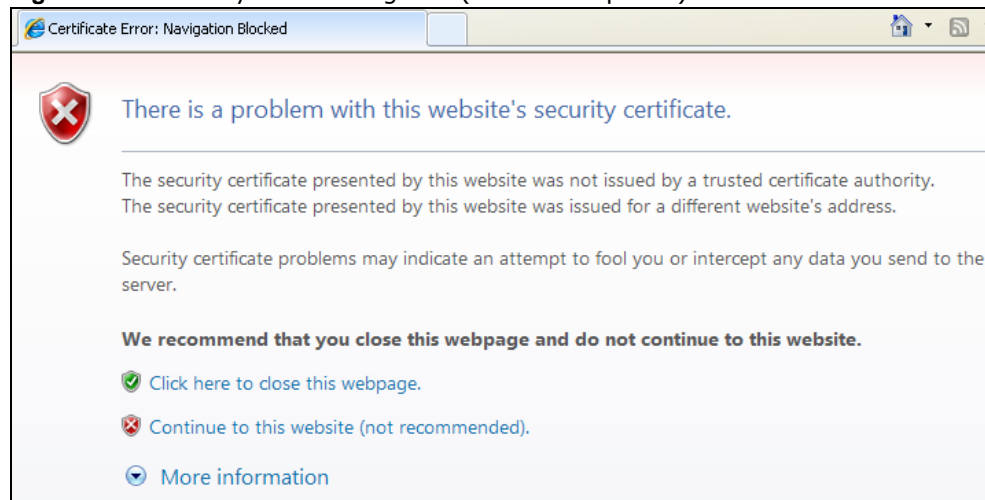 Certificate Error: Navigation Blocked
There is a problem with this website's security certificate.
The security certificate presented by this website was not issued by a trusted certificate authority.
The security certificate presented by this website was issued for a different website's address.
Security certificate problems may indicate an attempt to fool you or intercept any data you send to the
server.
We recommend that you close this webpage and do not continue to this website.
Click here to close this webpage.
Continue to this website (not recommended).
More information